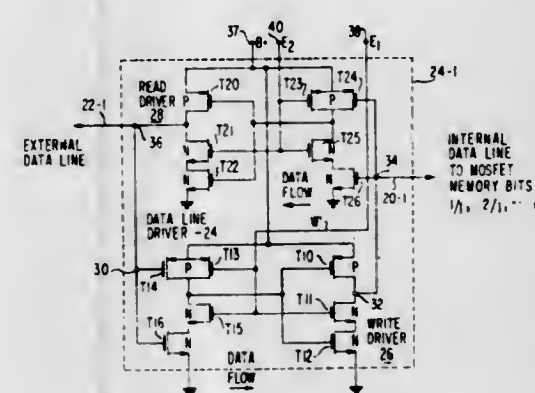 37
B+
40
E2
38
E1
24-1
22-1
READ DRIVER 28
T20
P
T23
P
T24
EXTERNAL DATA LINE
36
N
T21
N
T22
T25
N
N
T26
34
INTERNAL DATA LINE TO MOSFET MEMORY BITS
20-1
DATA FLOW
DATA LINE DRIVER -24
30
T14
P
T13
T10
P
32
N
T15
T11
N
T16
N
T12
N
WRITE DRIVER 26
DATA FLOW